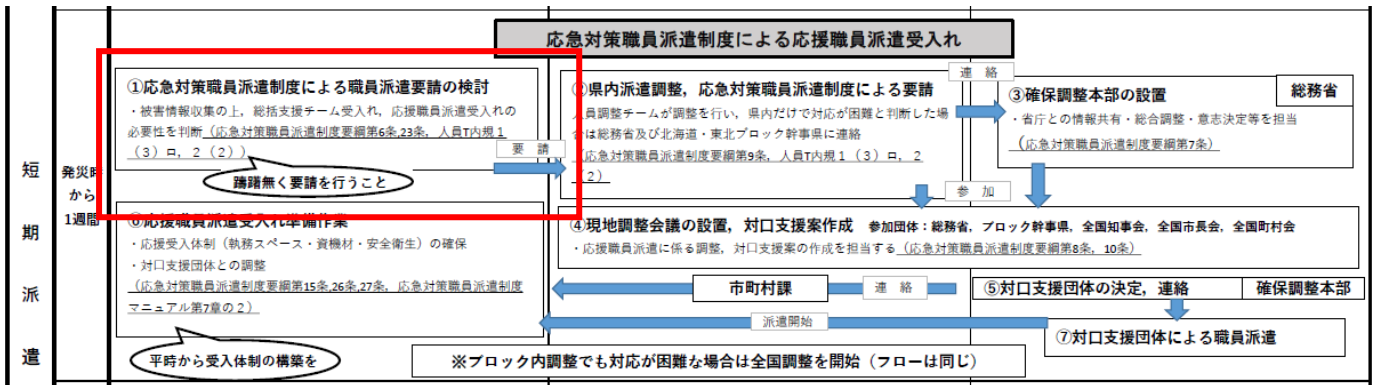 応急対策職員派遣制度による応援職員派遣受入れ
短期派遣
発災時
から
1週間
①応急対策職員派遣制度による職員派遣要請の検討
・被害情報収集の上，総括支援チーム受入れ，応援職員派遣受入れの
必要性を判断（応急対策職員派遣制度要綱第6条,23条，人員T内規１
（３）ロ，２（２））
躊躇無く要請を行うこと
要 請
②県内派遣調整，応急対策職員派遣制度による要請
人員調整チームが調整を行い，県内だけで対応が困難と判断した場
合は総務省及び北海道・東北ブロック幹事県に連絡
（応急対策職員派遣制度要綱第9条，人員T内規１（３）ロ，２
（２）
連 絡
③確保調整本部の設置
総務省
・省庁との情報共有・総合調整・意志決定等を担当
（応急対策職員派遣制度要綱第7条）
参 加
④現地調整会議の設置，対口支援案作成 参加団体：総務省，ブロック幹事県，全国知事会，全国市長会，全国町村会
・応援職員派遣に係る調整，対口支援案の作成を担当する（応急対策職員派遣制度要綱第8条，10条）
⑤対口支援団体の決定，連絡
確保調整本部
連 絡
市町村課
⑥応援職員派遣受入れ準備作業
・応援受入体制（執務スペース・資機材・安全衛生）の確保
・対口支援団体との調整
（応急対策職員派遣制度要綱第15条,26条,27条，応急対策職員派遣制度
マニュアル第7章の２）
平時から受入体制の構築を
派遣開始
⑦対口支援団体による職員派遣
※ブロック内調整でも対応が困難な場合は全国調整を開始（フローは同じ）